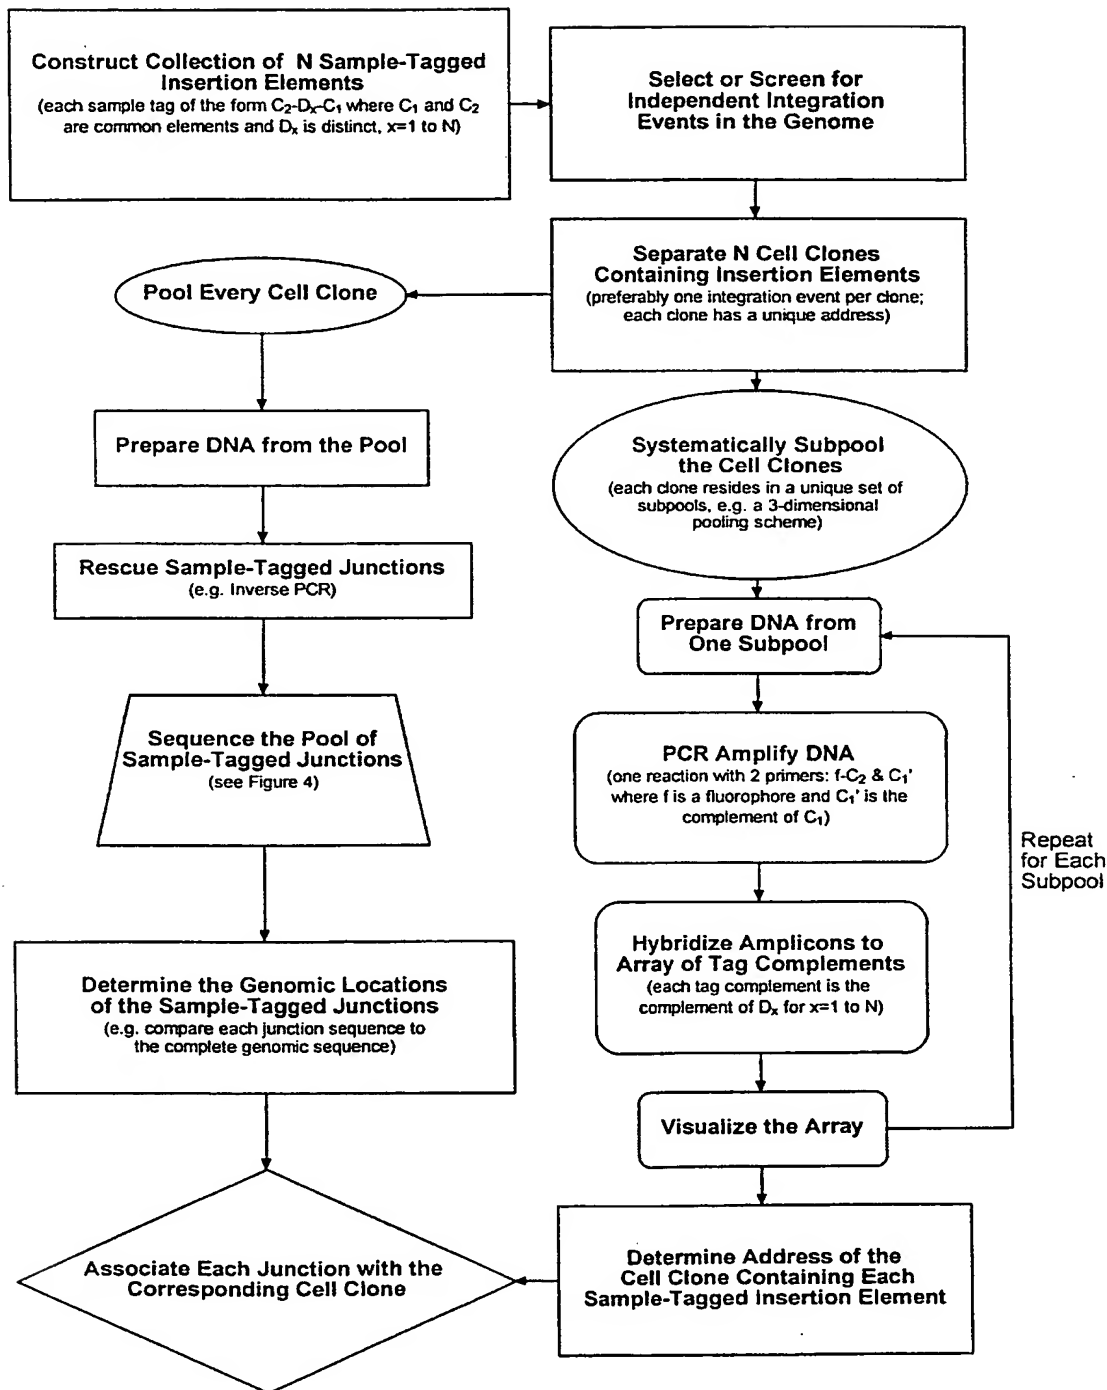 Construct Collection of N Sample-Tagged
Insertion Elements
(each sample tag of the form C₂-Dₓ-C₁ where C₁ and C₂
are common elements and Dₓ is distinct, x=1 to N)
Select or Screen for
Independent Integration
Events in the Genome
Separate N Cell Clones
Containing Insertion Elements
(preferably one integration event per clone;
each clone has a unique address)
Pool Every Cell Clone
Prepare DNA from the Pool
Rescue Sample-Tagged Junctions
(e.g. Inverse PCR)
Sequence the Pool of
Sample-Tagged Junctions
(see Figure 4)
Determine the Genomic Locations
of the Sample-Tagged Junctions
(e.g. compare each junction sequence to
the complete genomic sequence)
Systematically Subpool
the Cell Clones
(each clone resides in a unique set of
subpools, e.g. a 3-dimensional
pooling scheme)
Prepare DNA from
One Subpool
PCR Amplify DNA
(one reaction with 2 primers: f-C₂ & C₁'
where f is a fluorophore and C₁' is the
complement of C₁)
Repeat
for Each
Subpool
Hybridize Amplicons to
Array of Tag Complements
(each tag complement is the
complement of Dₓ for x=1 to N)
Visualize the Array
Determine Address of the
Cell Clone Containing Each
Sample-Tagged Insertion Element
Associate Each Junction with the
Corresponding Cell Clone